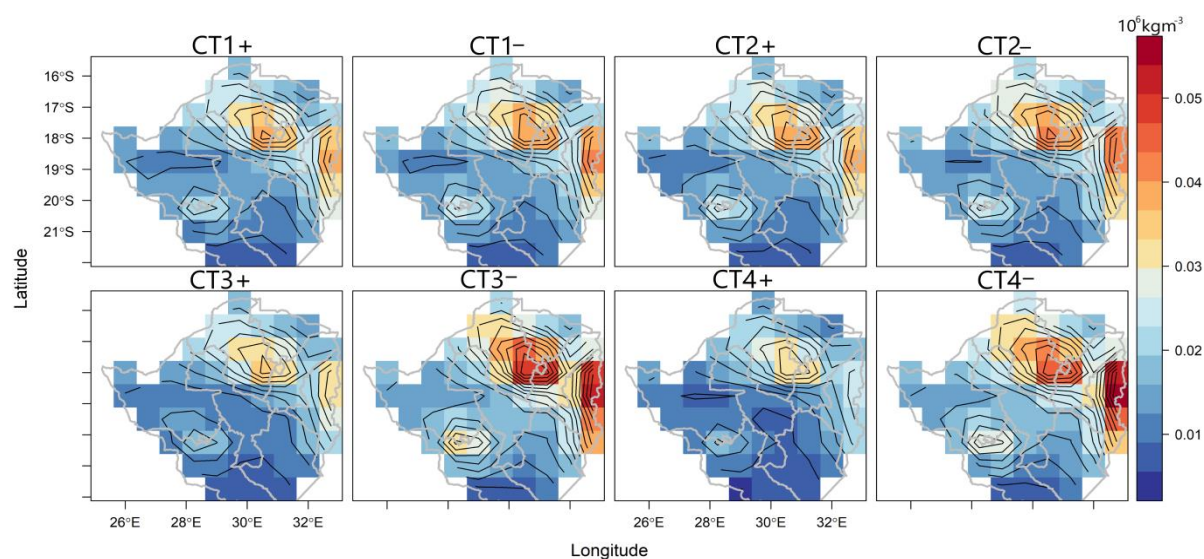 10⁶kgm⁻³
CT1+ CT1− CT2+ CT2−
16°S
17°S
18°S
19°S
20°S
21°S
0.05
0.04
0.03
0.02
0.01
CT3+ CT3− CT4+ CT4−
Latitude
26°E 28°E 30°E 32°E 26°E 28°E 30°E 32°E
Longitude